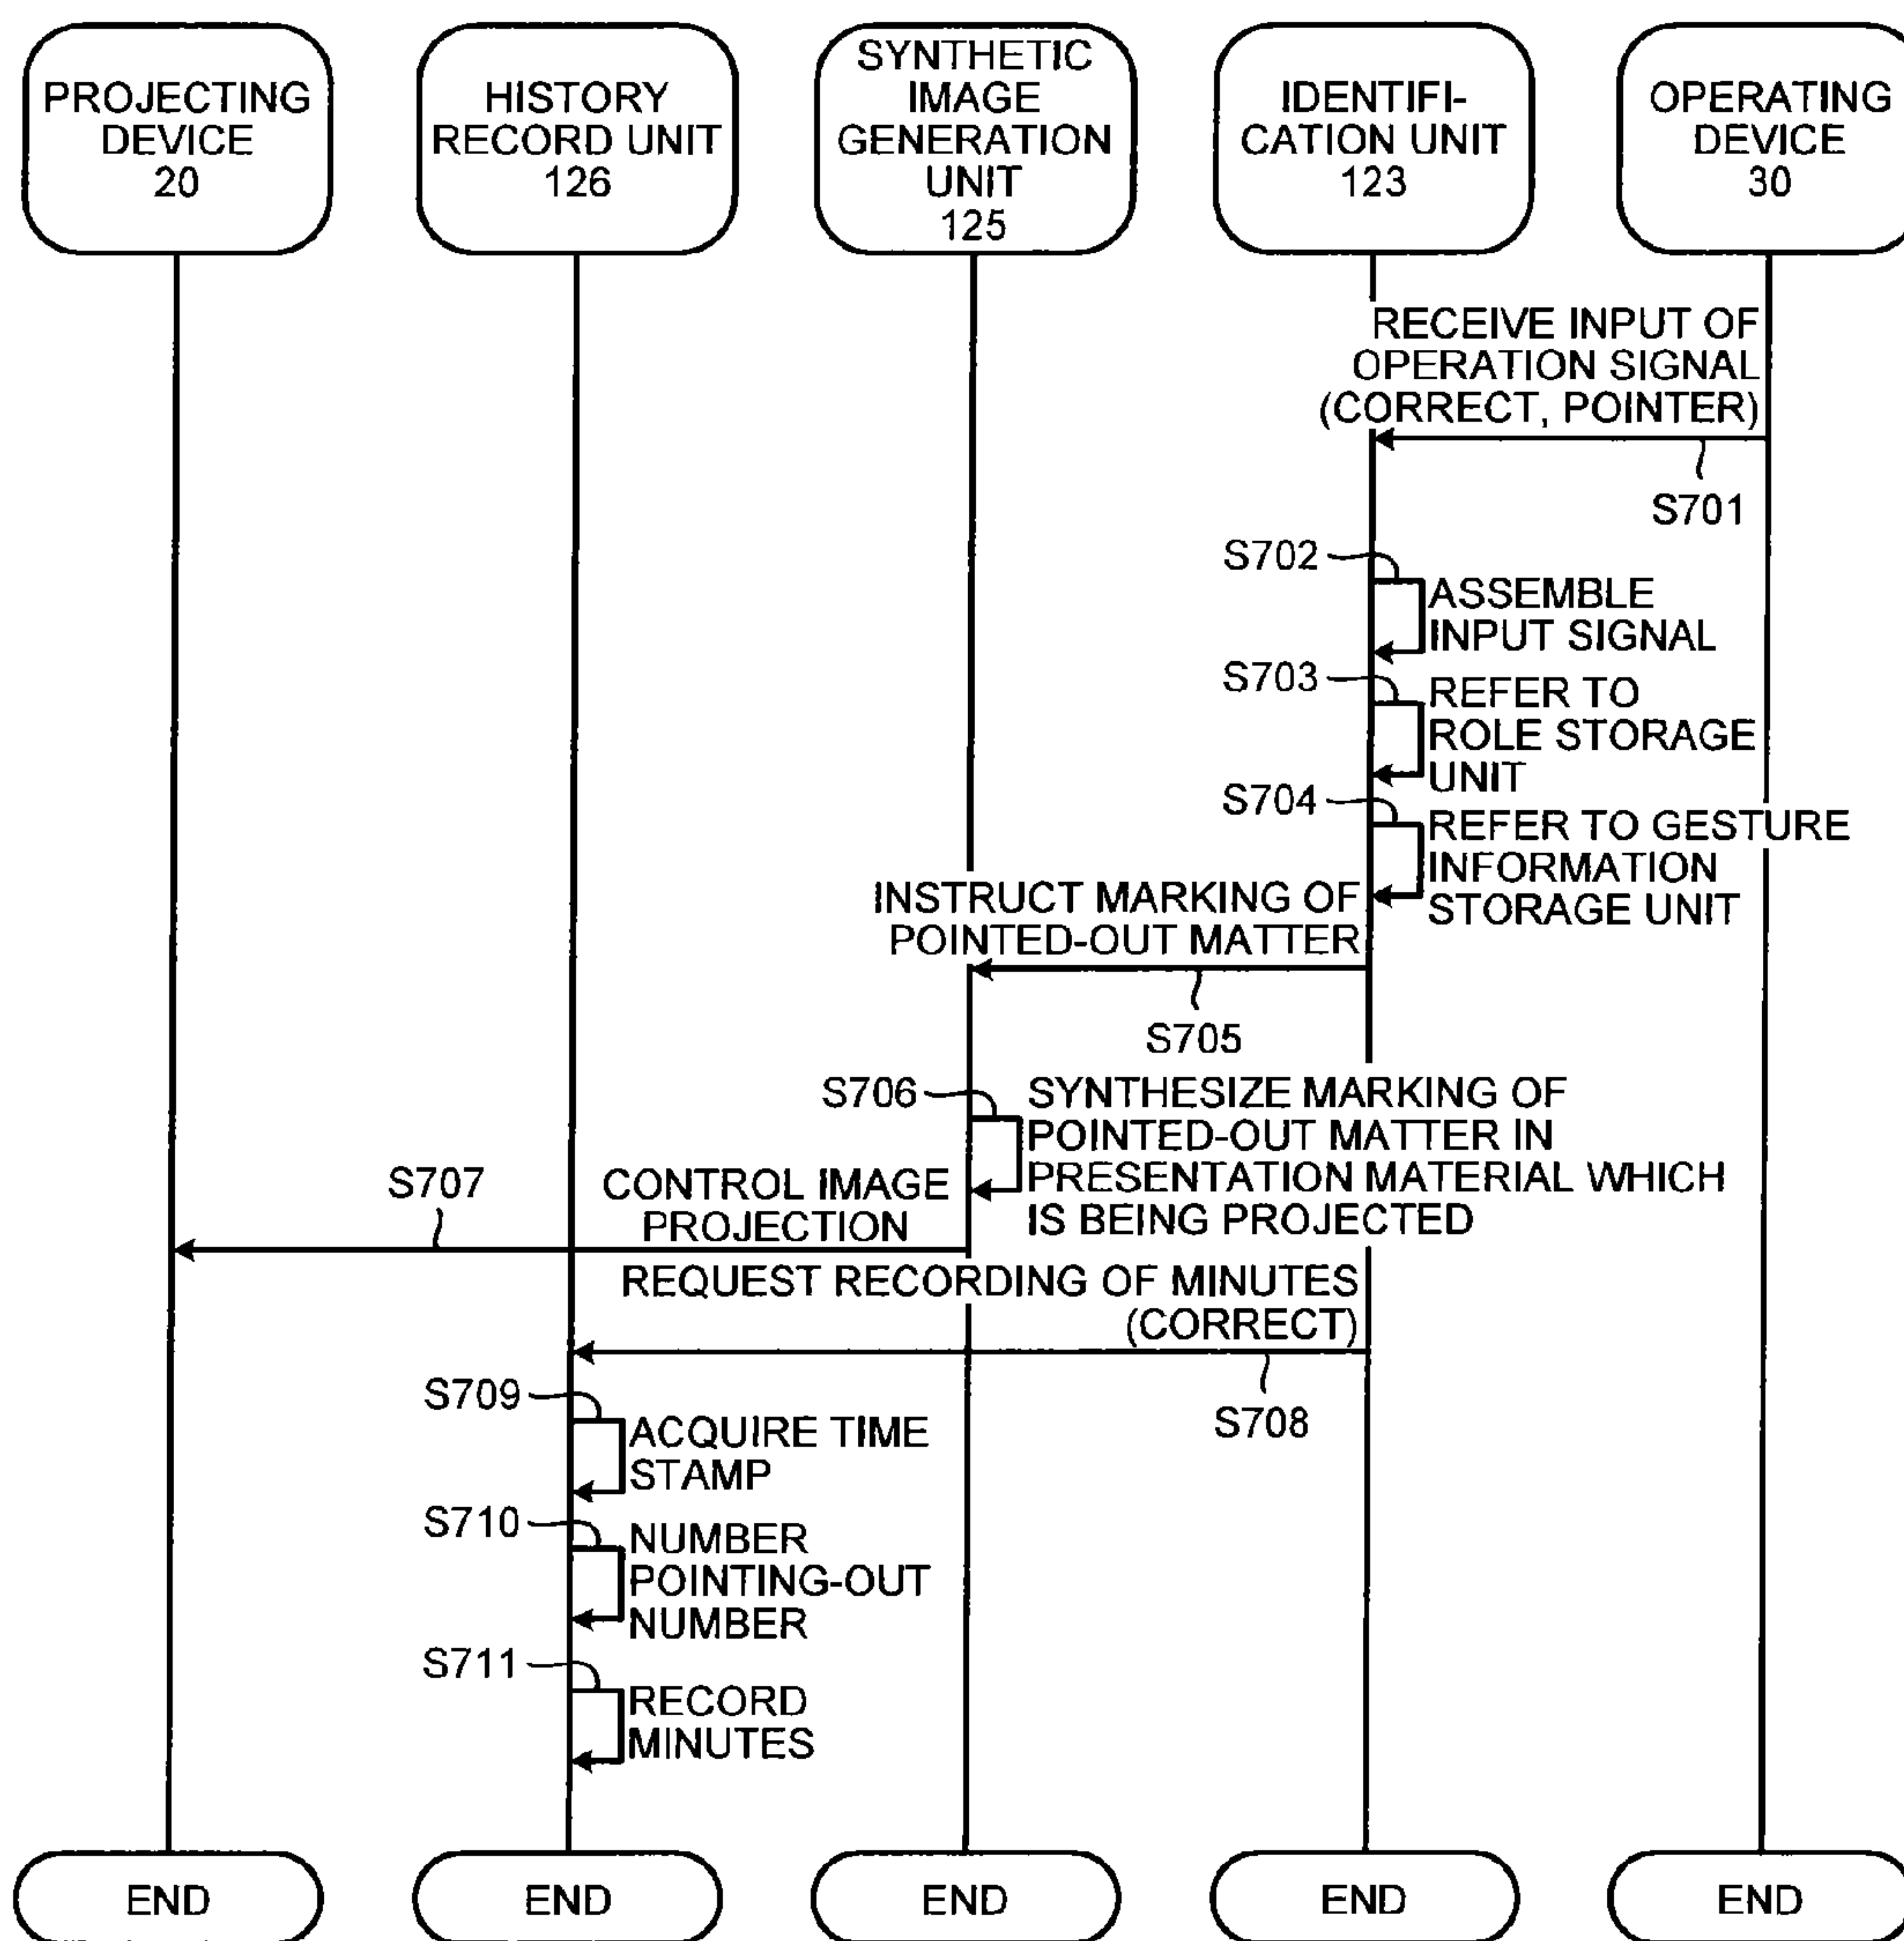 PROJECTING
DEVICE
20
HISTORY
RECORD UNIT
126
SYNTHETIC
IMAGE
GENERATION
UNIT
125
IDENTIFI-
CATION UNIT
123
OPERATING
DEVICE
30
RECEIVE INPUT OF
OPERATION SIGNAL
(CORRECT, POINTER)
S701
S702
ASSEMBLE
INPUT SIGNAL
S703
REFER TO
ROLE STORAGE
UNIT
S704
REFER TO GESTURE
INFORMATION
STORAGE UNIT
INSTRUCT MARKING OF
POINTED-OUT MATTER
S705
S706
SYNTHESIZE MARKING OF
POINTED-OUT MATTER IN
PRESENTATION MATERIAL WHICH
IS BEING PROJECTED
S707
CONTROL IMAGE
PROJECTION
REQUEST RECORDING OF MINUTES
(CORRECT)
S708
S709
ACQUIRE TIME
STAMP
S710
NUMBER
POINTING-OUT
NUMBER
S711
RECORD
MINUTES
END
END
END
END
END